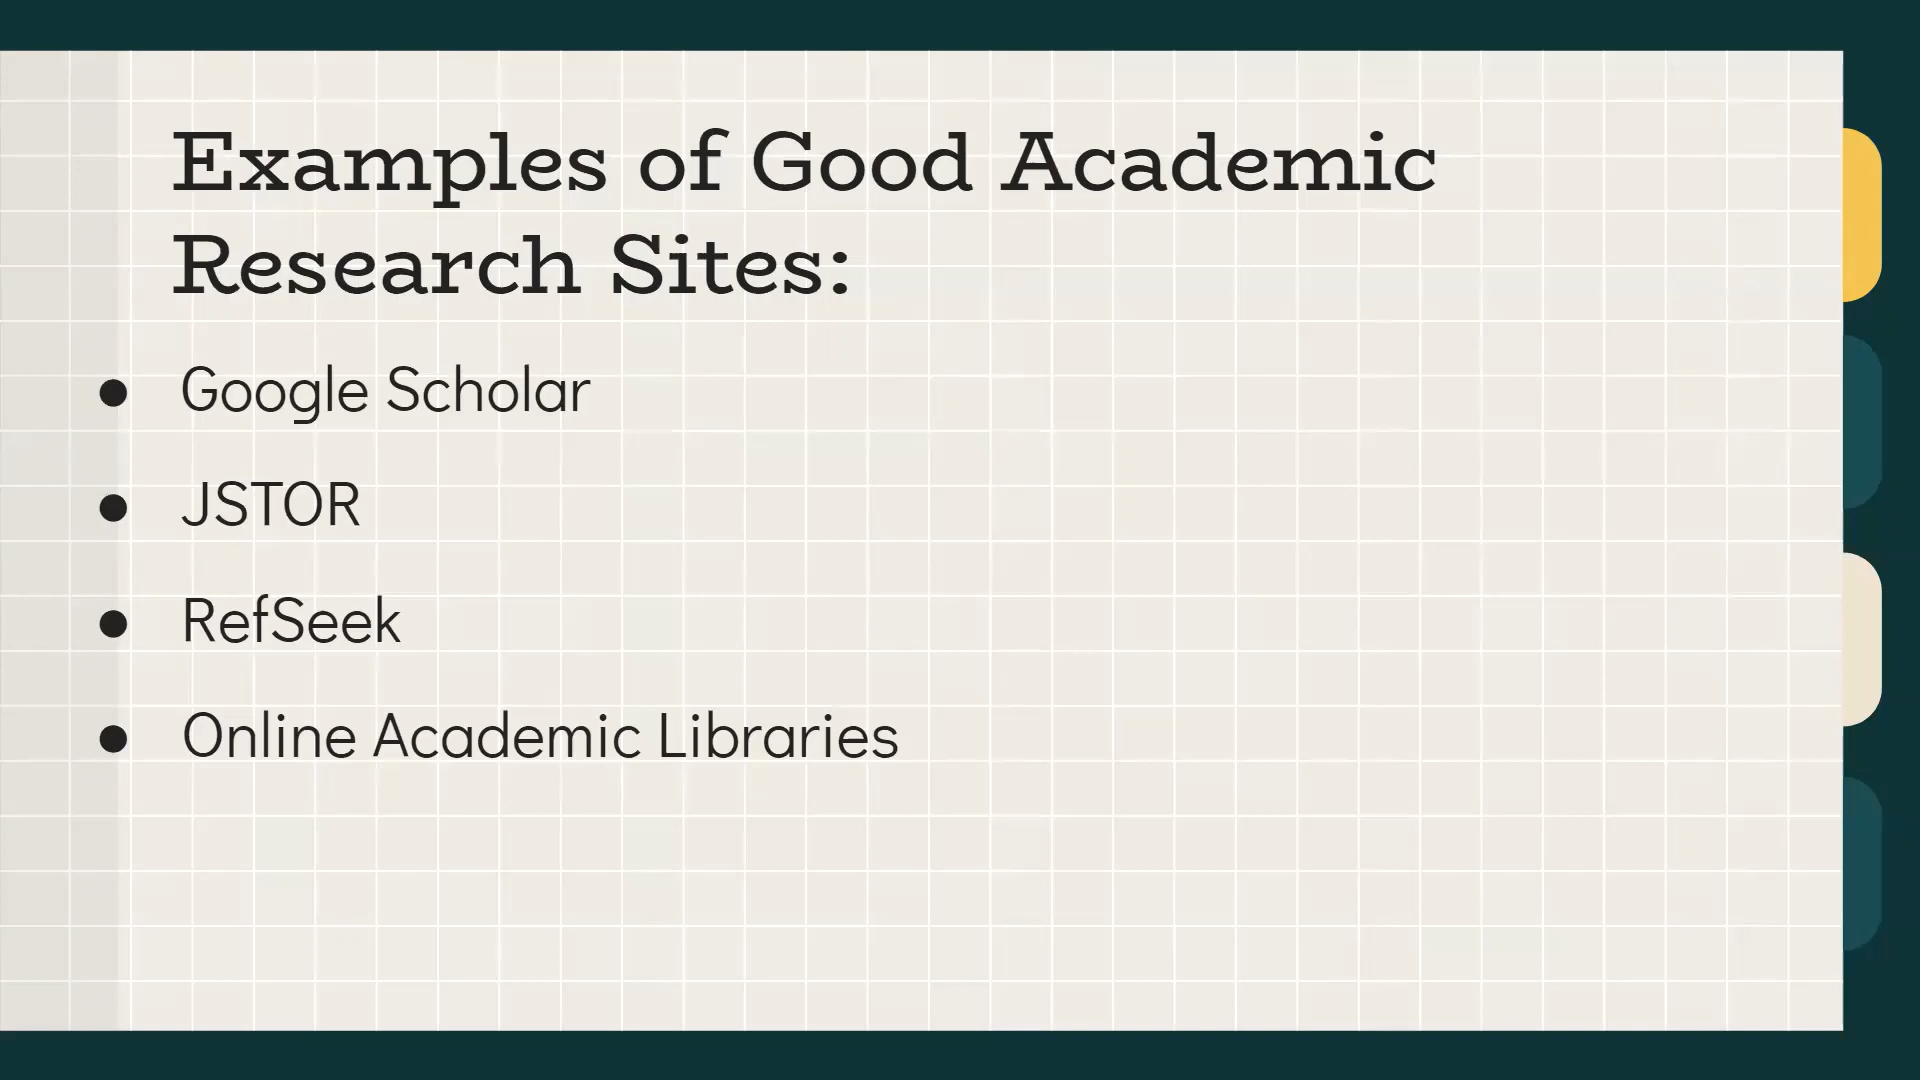 Examples of Good Academic
Research Sites:
● Google Scholar
● JSTOR
● RefSeek
● Online Academic Libraries